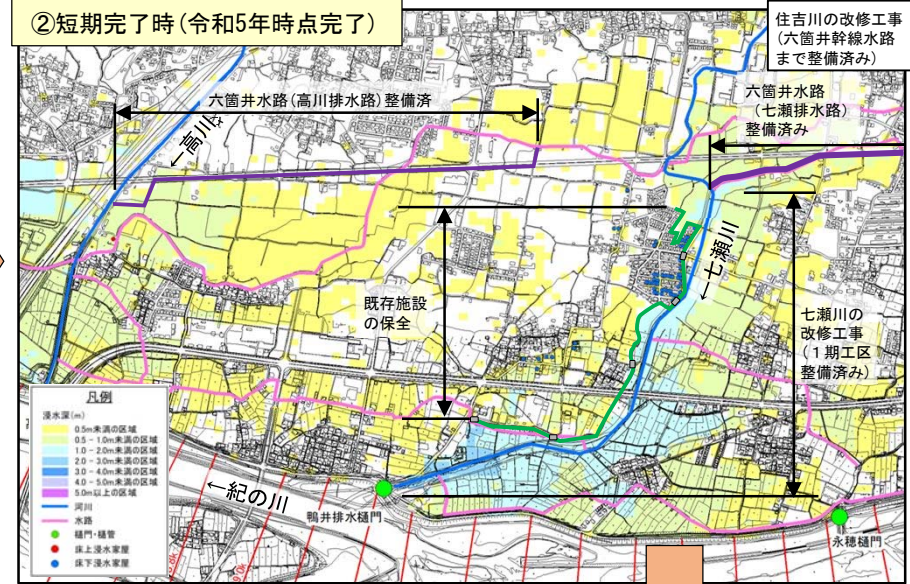 ②短期完了時(令和5年時点完了)
住吉川の改修工事
(六箇井幹線水路
まで整備済み)
六箇井水路(高川排水路)整備済
六箇井水路
(七瀬排水路)
整備済み
←高川
←七瀬川
既存施設
の保全
七瀬川の
改修工事
(1期工区
整備済み)
凡例
浸水深(m)
0.5m未満の区域
0.5 - 1.0m未満の区域
1.0 - 2.0m未満の区域
2.0 - 3.0m未満の区域
3.0 - 4.0m未満の区域
4.0 - 5.0m未満の区域
5.0m以上の区域
河川
水路
樋門・樋管
床上浸水家屋
床下浸水家屋
←紀の川
鴨井排水樋門
永穂樋門